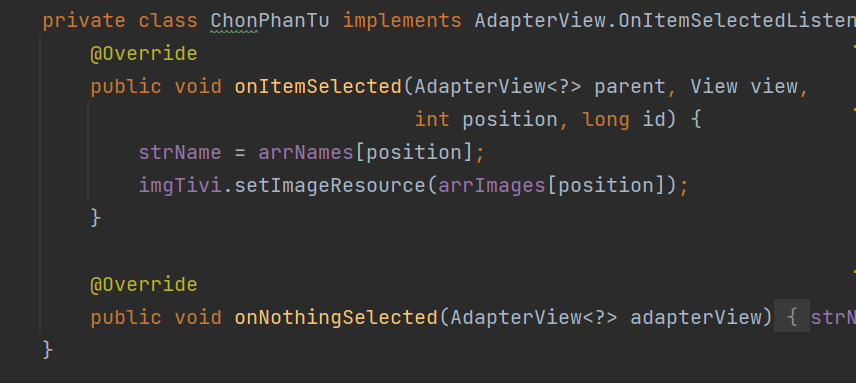 private class ChonPhanTu implements AdapterView.OnItemSelectedListen
@Override
public void onItemSelected(AdapterView<?> parent, View view,
int position, long id) {
strName = arrNames[position];
imgTivi.setImageResource(arrImages[position]);
}
@Override
public void onNothingSelected(AdapterView<?> adapterView) { strN
}